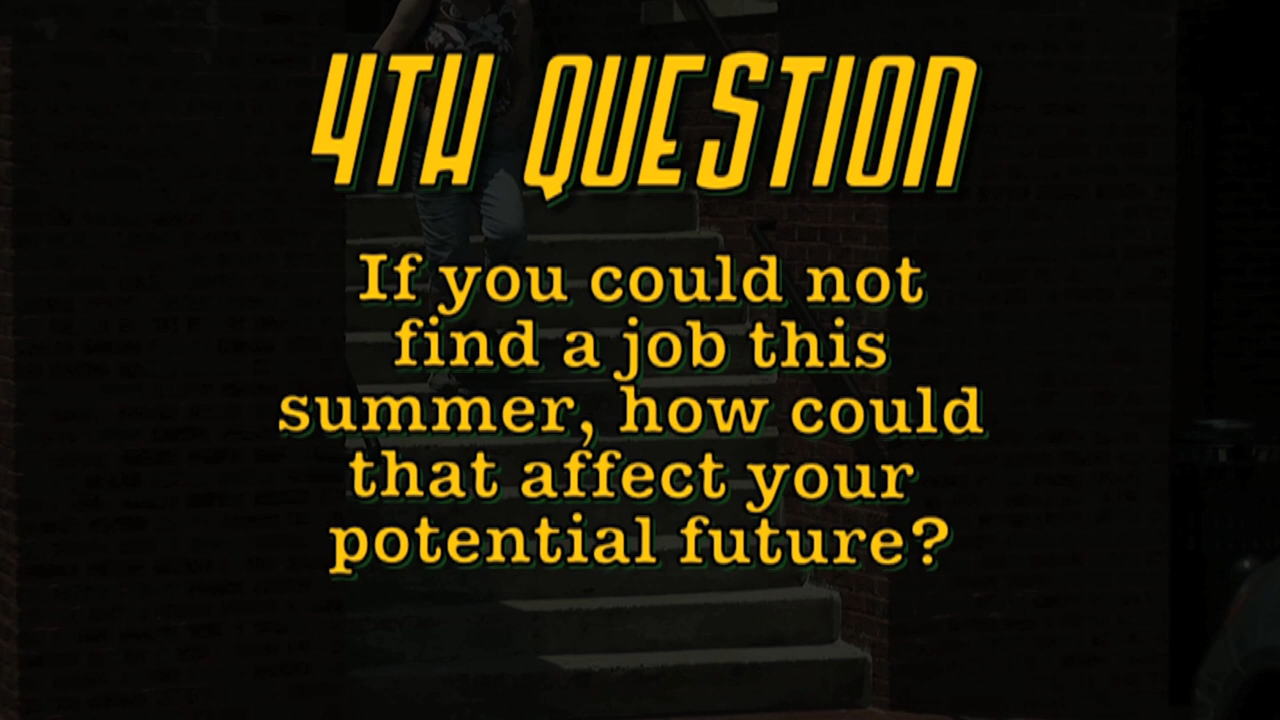 4TH QUESTION
If you could not
find a job this
summer, how could
that affect your
potential future?